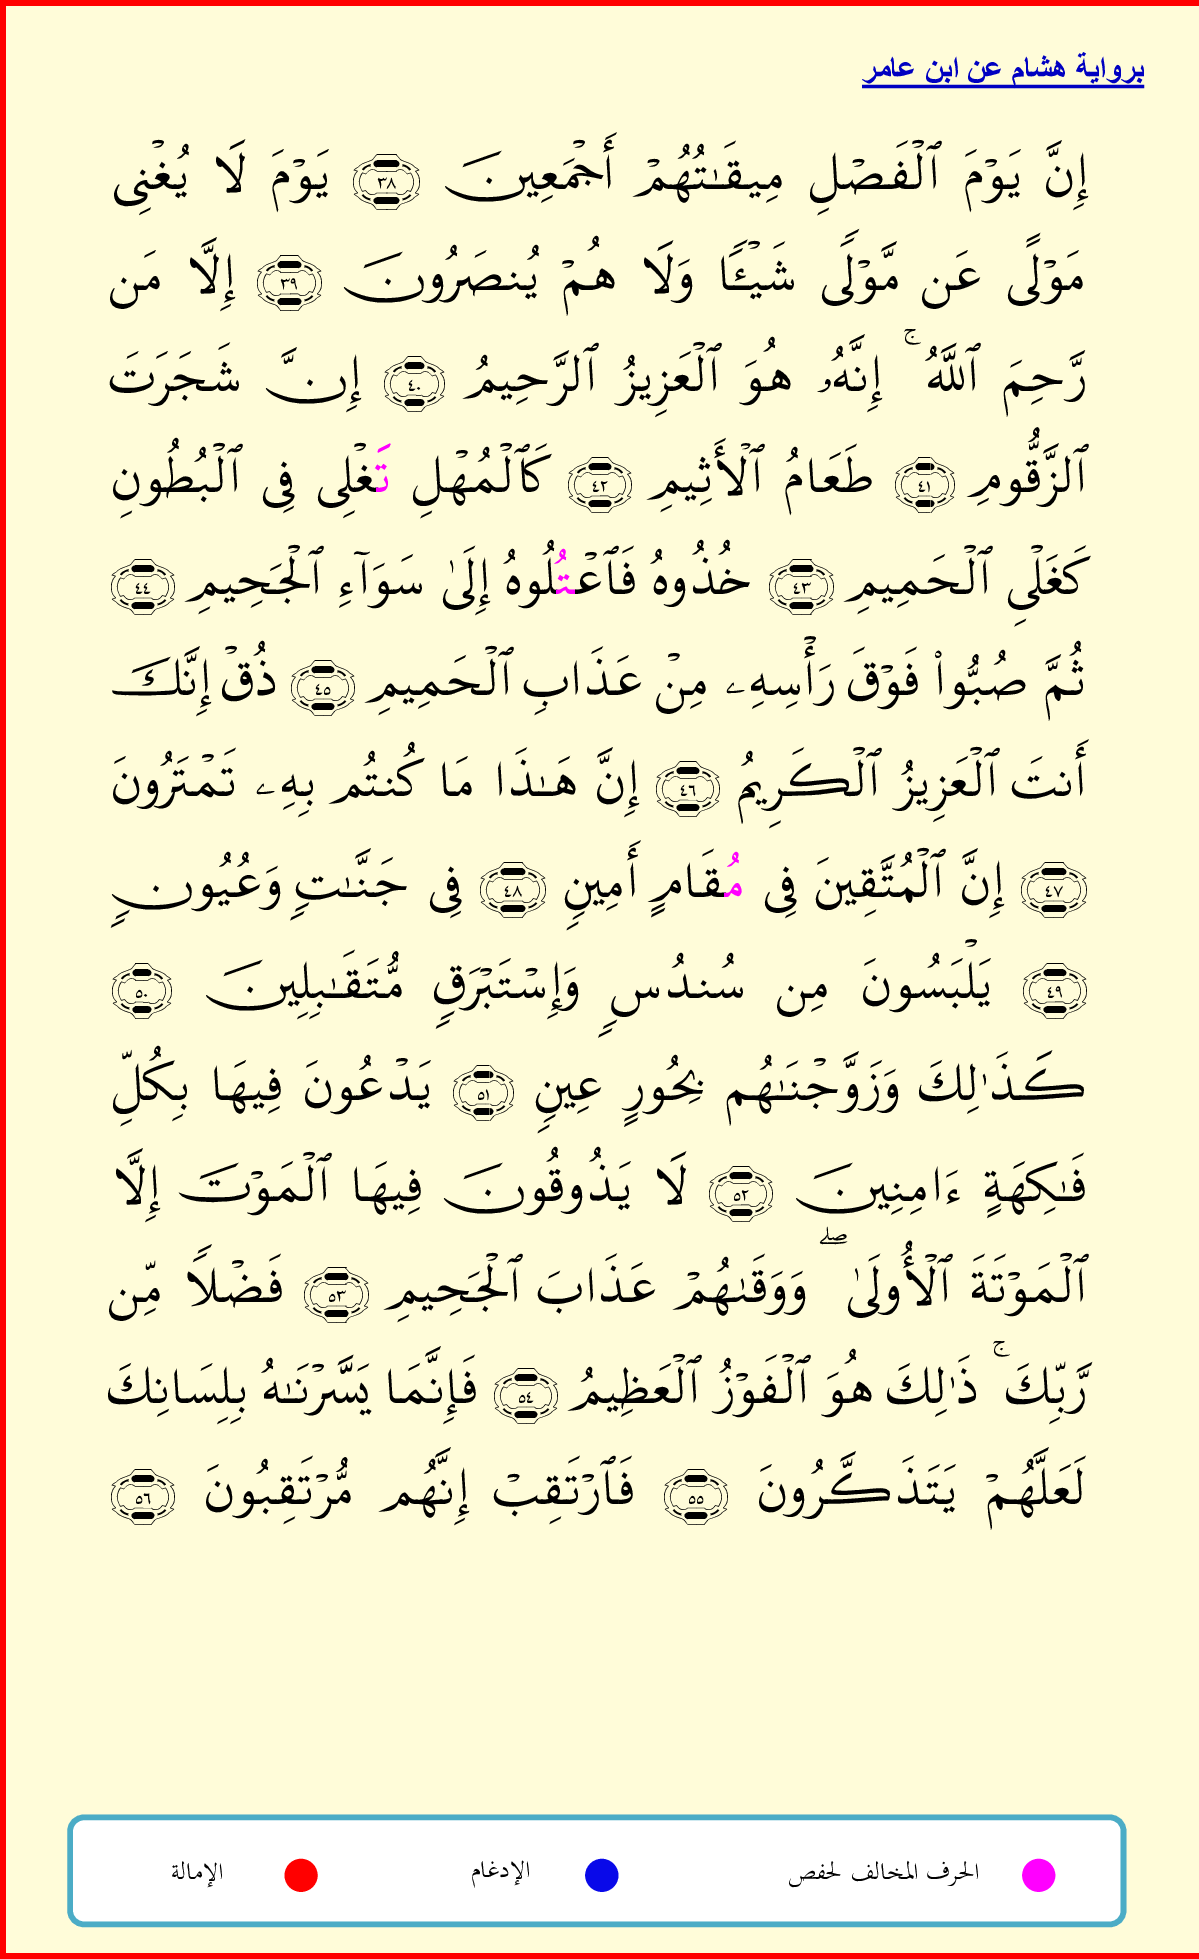 برواية هشام عن ابن عامر
إِنَّ يَوْمَ ٱلْفَصْلِ مِيقَـٰتُهُمْ أَجْمَعِينَ ٣٨ يَوْمَ لَا يُغْنِى
مَوْلًى عَن مَّوْلًى شَيْـًٔا وَلَا هُمْ يُنصَرُونَ ٣٩ إِلَّا مَن
رَّحِمَ ٱللَّهُ ۚ إِنَّهُۥ هُوَ ٱلْعَزِيزُ ٱلرَّحِيمُ ٤٠ إِنَّ شَجَرَتَ
ٱلزَّقُّومِ ٤١ طَعَامُ ٱلْأَثِيمِ ٤٢ كَٱلْمُهْلِ تَغْلِى فِى ٱلْبُطُونِ
كَغَلْىِ ٱلْحَمِيمِ ٤٣ خُذُوهُ فَٱعْتُلُوهُ إِلَىٰ سَوَآءِ ٱلْجَحِيمِ ٤٤
ثُمَّ صُبُّوا۟ فَوْقَ رَأْسِهِۦ مِنْ عَذَابِ ٱلْحَمِيمِ ٤٥ ذُقْ إِنَّكَ
أَنتَ ٱلْعَزِيزُ ٱلْكَرِيمُ ٤٦ إِنَّ هَـٰذَا مَا كُنتُم بِهِۦ تَمْتَرُونَ
٤٧ إِنَّ ٱلْمُتَّقِينَ فِى مُقَامٍ أَمِينٍ ٤٨ فِى جَنَّـٰتٍ وَعُيُونٍ
٤٩ يَلْبَسُونَ مِن سُندُسٍ وَإِسْتَبْرَقٍ مُّتَقَـٰبِلِينَ ٥٠
كَذَٰلِكَ وَزَوَّجْنَـٰهُم بِحُورٍ عِينٍ ٥١ يَدْعُونَ فِيهَا بِكُلِّ
فَـٰكِهَةٍ ءَامِنِينَ ٥٢ لَا يَذُوقُونَ فِيهَا ٱلْمَوْتَ إِلَّا
ٱلْمَوْتَةَ ٱلْأُولَىٰ ۖ وَوَقَىٰهُمْ عَذَابَ ٱلْجَحِيمِ ٥٣ فَضْلًا مِّن
رَّبِّكَ ۚ ذَٰلِكَ هُوَ ٱلْفَوْزُ ٱلْعَظِيمُ ٥٤ فَإِنَّمَا يَسَّرْنَـٰهُ بِلِسَانِكَ
لَعَلَّهُمْ يَتَذَكَّرُونَ ٥٥ فَٱرْتَقِبْ إِنَّهُم مُّرْتَقِبُونَ ٥٦
الحرف المخالف لحفص الإدغام الإمالة